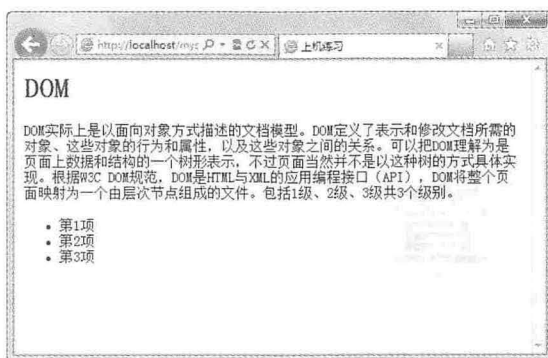 http://localhost/myc
上机练习
DOM
DOM实际上是以面向对象方式描述的文档模型。DOM定义了表示和修改文档所需的
对象、这些对象的行为和属性，以及这些对象之间的关系。可以把DOM理解为是
页面上数据和结构的一个树形表示，不过页面当然并不是以这种树的方式具体实
现。根据W3C DOM规范，DOM是HTML与XML的应用编程接口（API），DOM将整个页
面映射为一个由层次节点组成的文件。包括1级、2级、3级共3个级别。
• 第1项
• 第2项
• 第3项